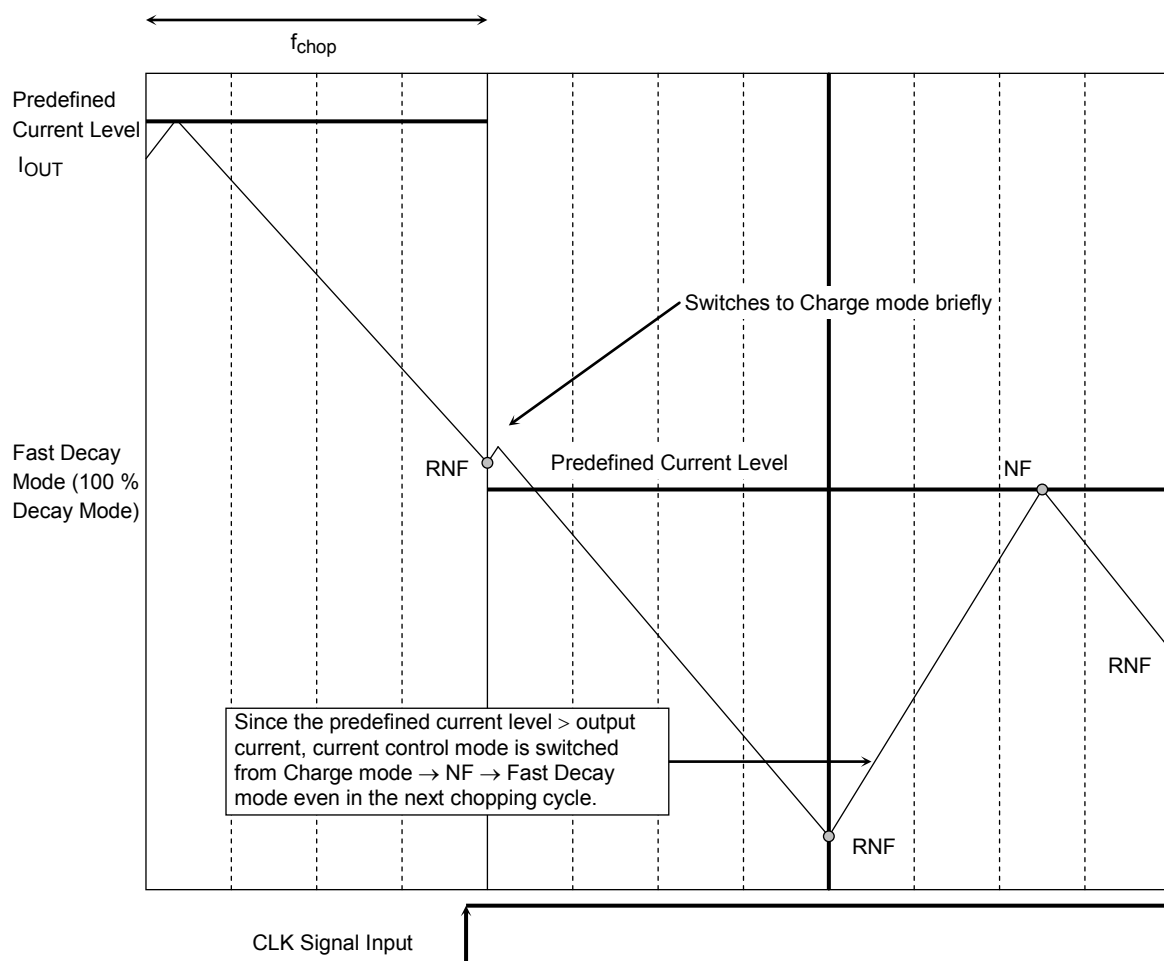 fchop
Predefined
Current Level
IOUT
Switches to Charge mode briefly
Fast Decay
Mode (100 %
Decay Mode)
RNF
Predefined Current Level
NF
RNF
Since the predefined current level > output
current, current control mode is switched
from Charge mode → NF → Fast Decay
mode even in the next chopping cycle.
RNF
CLK Signal Input